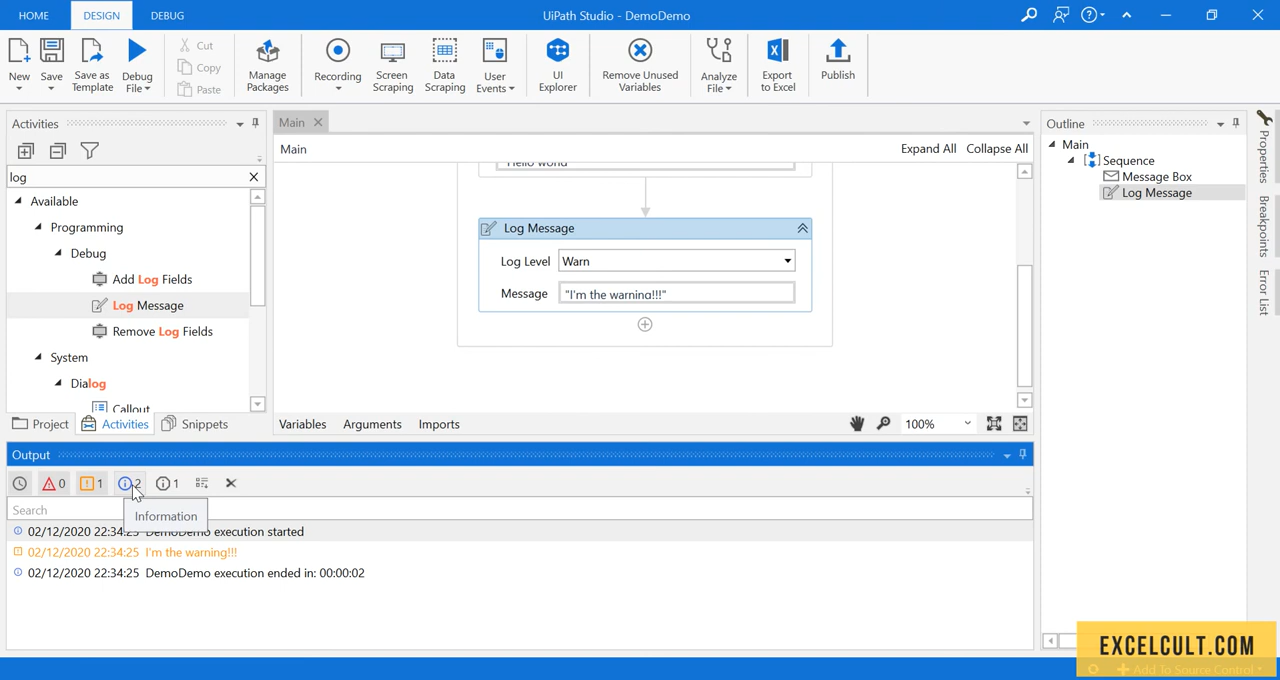 HOME DESIGN DEBUG UiPath Studio - DemoDemo
New Save Save as Template Debug File Cut Copy Paste Manage Packages Recording Screen Scraping Data Scraping User Events UI Explorer Remove Unused Variables Analyze File Export to Excel Publish
Activities
log
Available
Programming
Debug
Add Log Fields
Log Message
Remove Log Fields
System
Dialog
Callout
Project Activities Snippets
Main
Main Expand All Collapse All
Hello world
Log Message
Log Level Warn
Message "I'm the warning!!!"
Variables Arguments Imports 100%
Outline
Main
Sequence
Message Box
Log Message
Properties
Breakpoints
Error List
Output
0 1 2 1
Search
Information
02/12/2020 22:34:25 DemoDemo execution started
02/12/2020 22:34:25 I'm the warning!!!
02/12/2020 22:34:25 DemoDemo execution ended in: 00:00:02
EXCELCULT.COM
Add To Source Control